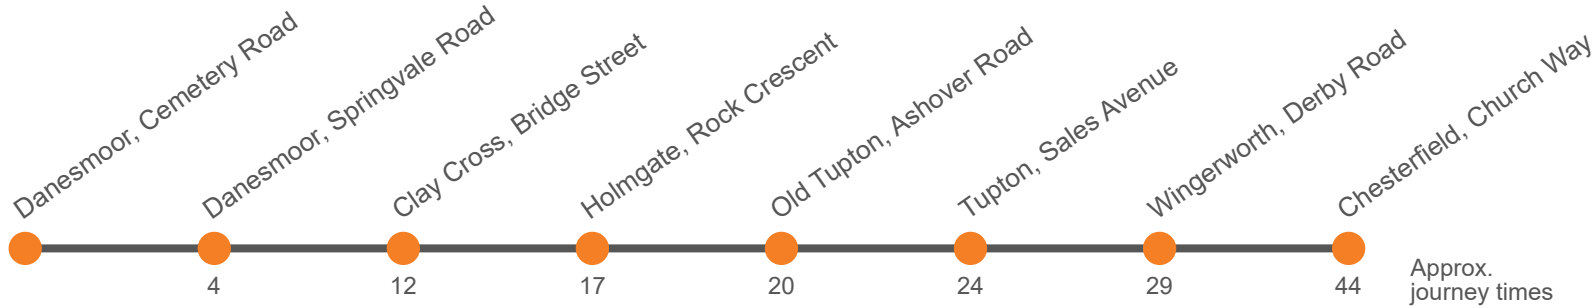 Danesmoor, Cemetery Road
Danesmoor, Springvale Road
Clay Cross, Bridge Street
Holmgate, Rock Crescent
Old Tupton, Ashover Road
Tupton, Sales Avenue
Wingerworth, Derby Road
Chesterfield, Church Way
4
12
17
20
24
29
44
Approx.
journey times